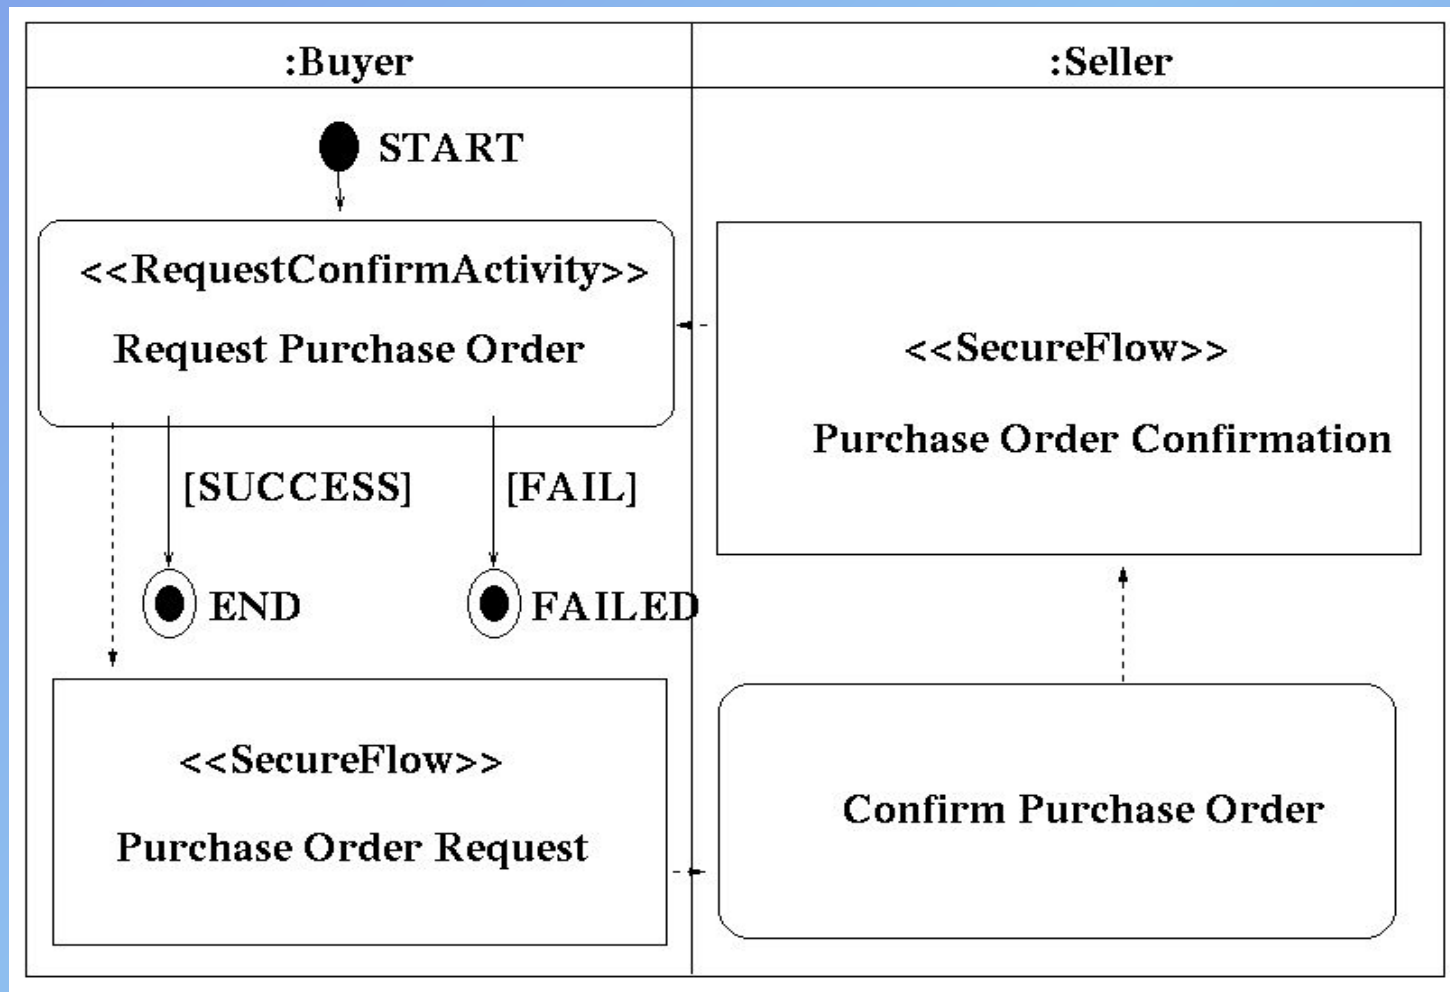 :Buyer
:Seller
START
<<RequestConfirmActivity>>
Request Purchase Order
<<SecureFlow>>
Purchase Order Confirmation
[SUCCESS]
[FAIL]
END
FAILED
<<SecureFlow>>
Purchase Order Request
Confirm Purchase Order